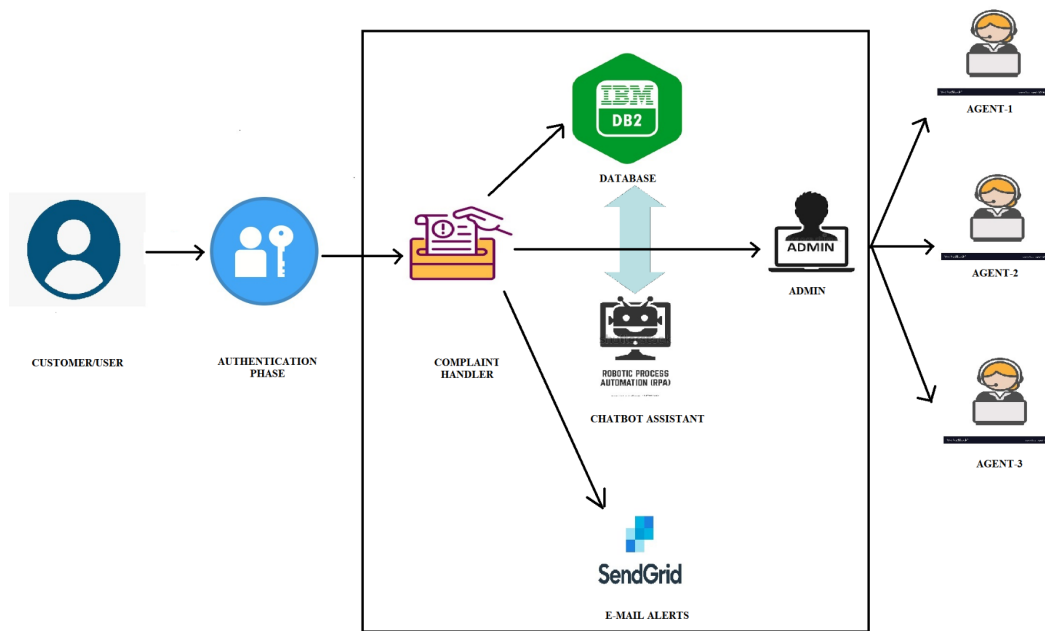 IBM
DB2
DATABASE
AGENT-1
AGENT-2
AGENT-3
ADMIN
ADMIN
CUSTOMER/USER
AUTHENTICATION
PHASE
COMPLAINT
HANDLER
ROBOTIC PROCESS
AUTOMATION (RPA)
CHATBOT ASSISTANT
SendGrid
E-MAIL ALERTS